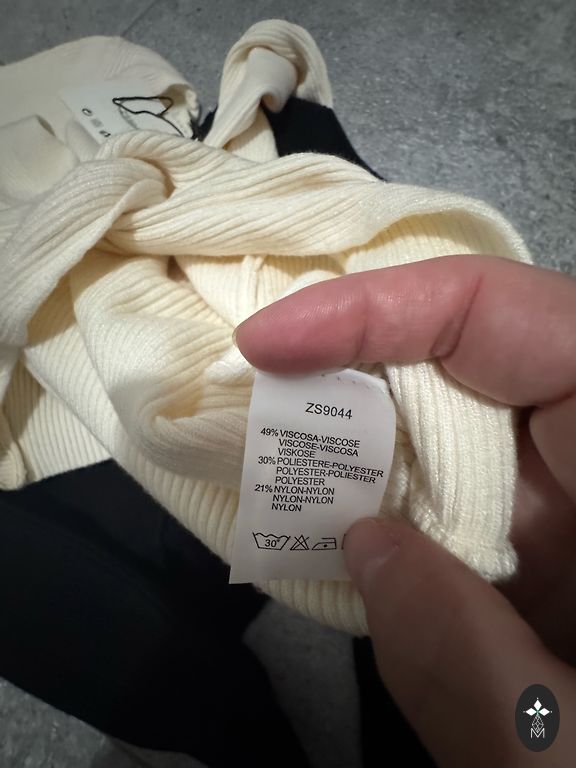 ZS9044
49% VISCOSA-VISCOSE
VISCOSE-VISCOSA
VISKOSE
30% POLIESTERE-POLYESTER
POLYESTER-POLIESTER
POLYESTER
21% NYLON-NYLON
NYLON-NYLON
NYLON
30°